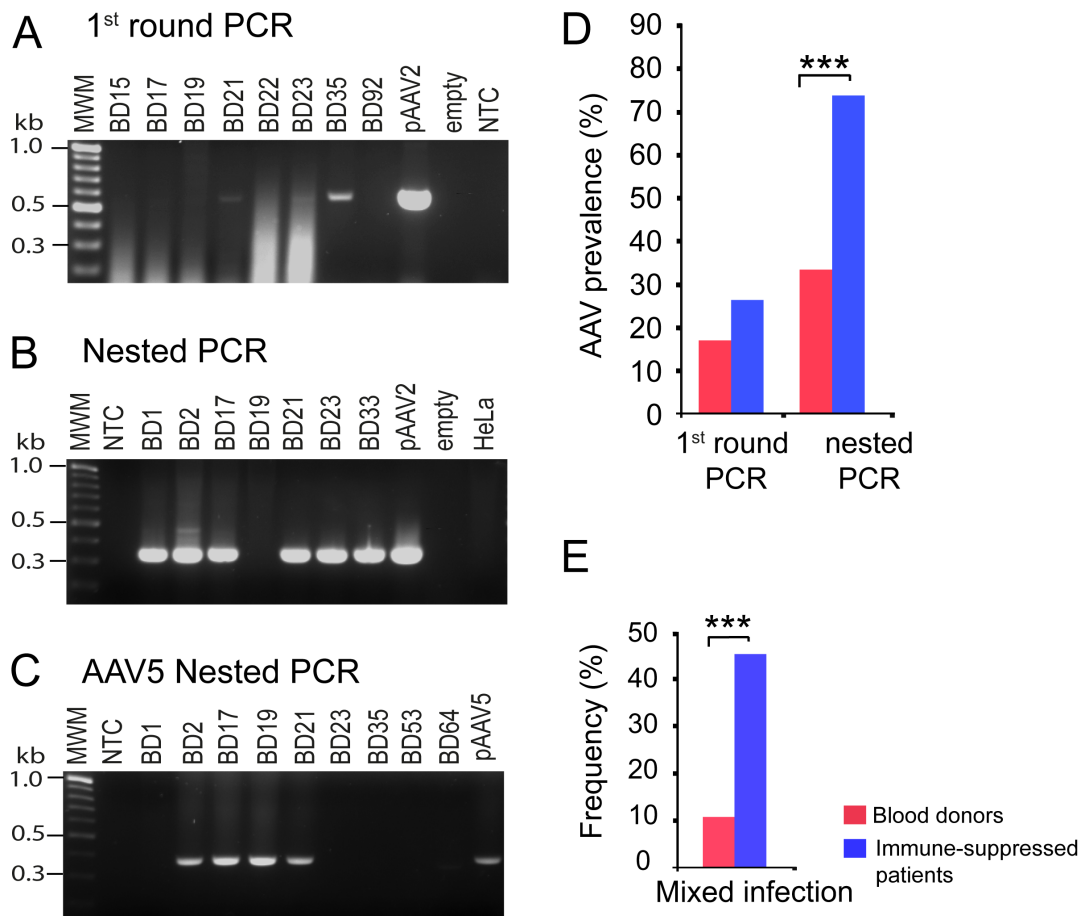 A 1st round PCR
kb MWM BD15 BD17 BD19 BD21 BD22 BD23 BD35 BD92 pAAV2 empty NTC
1.0
0.5
0.3
B Nested PCR
kb MWM NTC BD1 BD2 BD17 BD19 BD21 BD23 BD33 pAAV2 empty HeLa
1.0
0.5
0.3
C AAV5 Nested PCR
kb MWM NTC BD1 BD2 BD17 BD19 BD21 BD23 BD35 BD53 BD64 pAAV5
1.0
0.5
0.3
D
AAV prevalence (%)
90
80
70
60
50
40
30
20
10
0
***
1st round PCR
nested PCR
E
Frequency (%)
50
40
30
20
10
0
***
Mixed infection
Blood donors
Immune-suppressed
patients